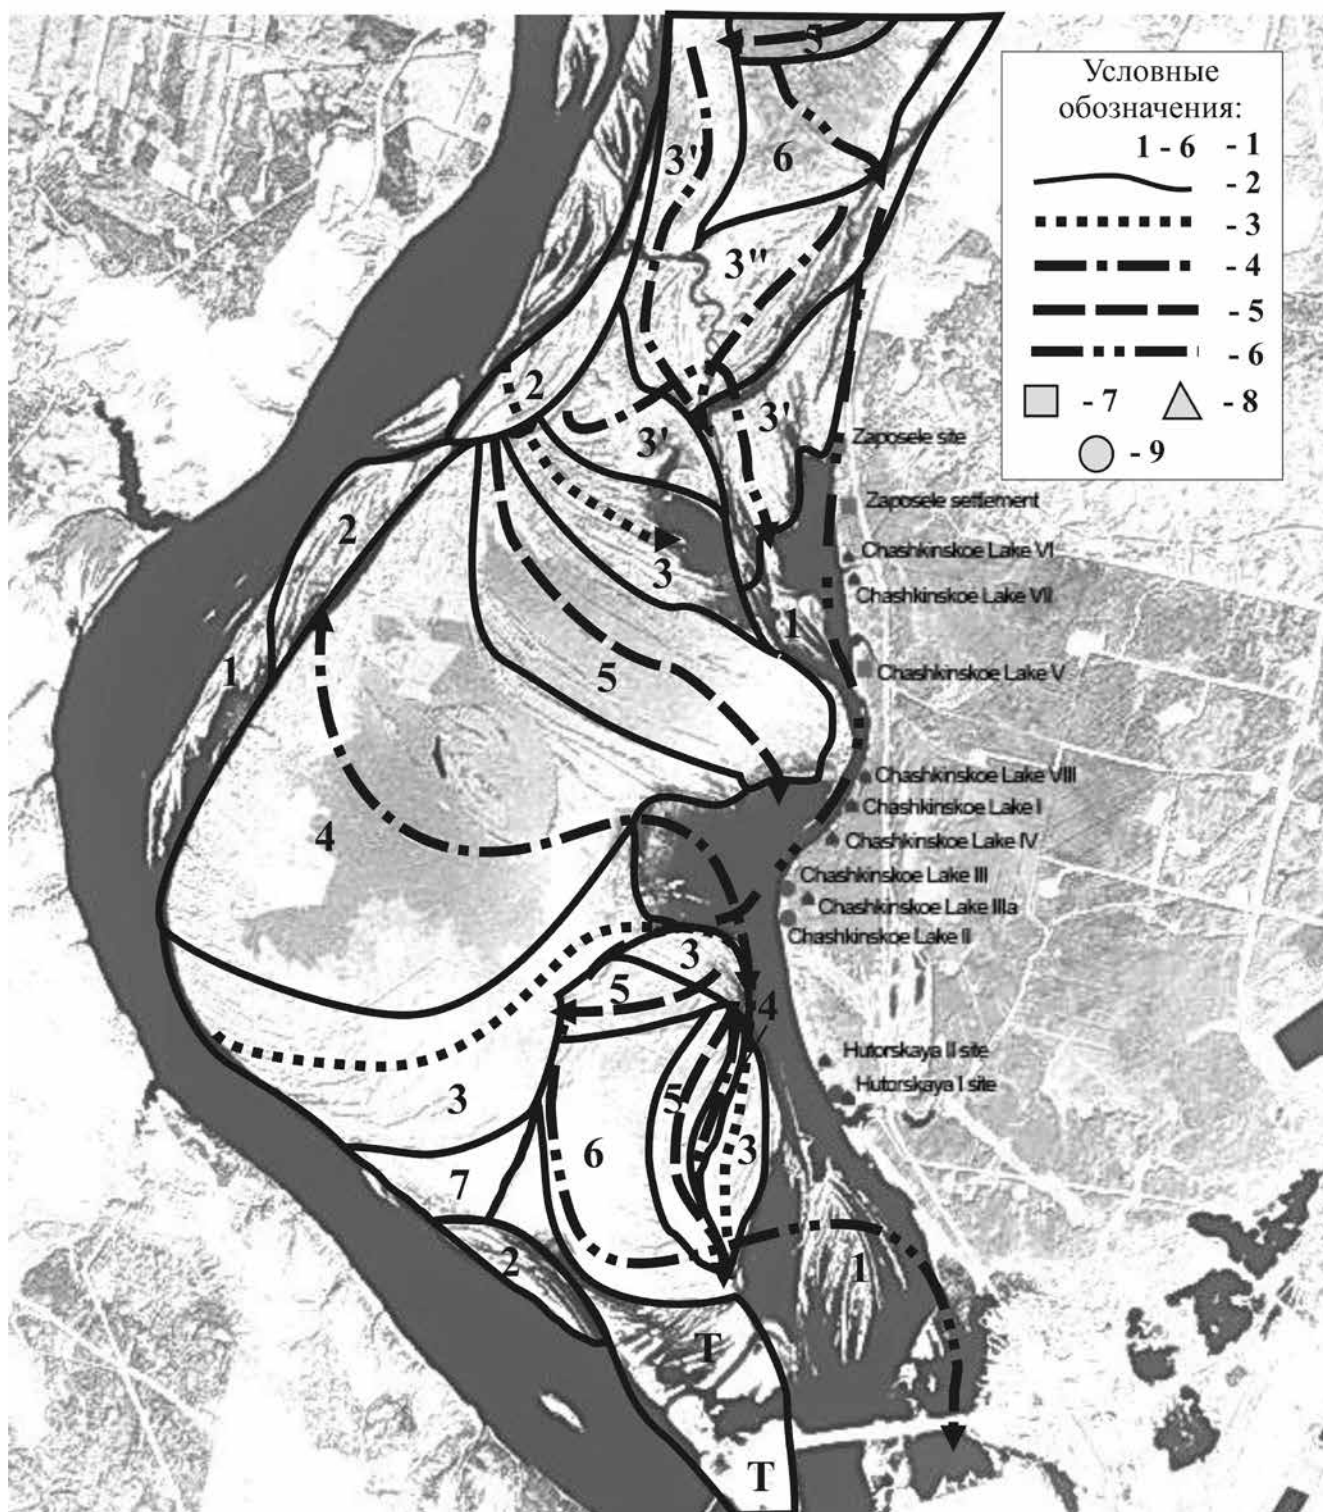 Условные
обозначения:
1 - 6 - 1
- 2
- 3
- 4
- 5
- 6
- 7
- 8
- 9
5
3"
6
3"
2
3'
3'
Zaposele site
Zaposele settlement
2
Chashkinskoe Lake VI
3
Chashkinskoe Lake VII
1
1
5
Chashkinskoe Lake V
Chashkinskoe Lake VIII
Chashkinskoe Lake I
4
Chashkinskoe Lake IV
Chashkinskoe Lake III
Chashkinskoe Lake IIIa
Chashkinskoe Lake II
3
5
4
Hutorskaya II site
Hutorskaya I site
3
5
6
3
7
2
1
T
T